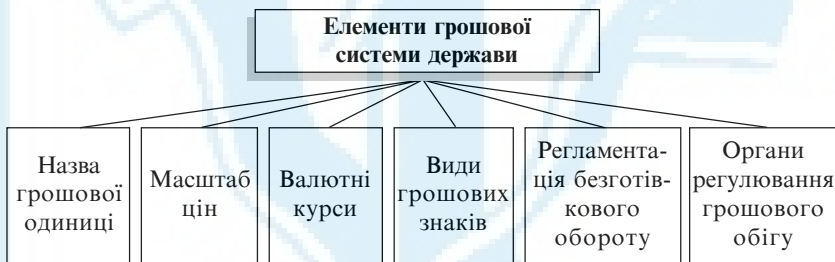 Елементи грошової
системи держави
Назва
грошової
одиниці
Масштаб
цін
Валютні
курси
Види
грошових
знаків
Регламента-
ція безготів-
кового
обороту
Органи
регулювання
грошового
обігу